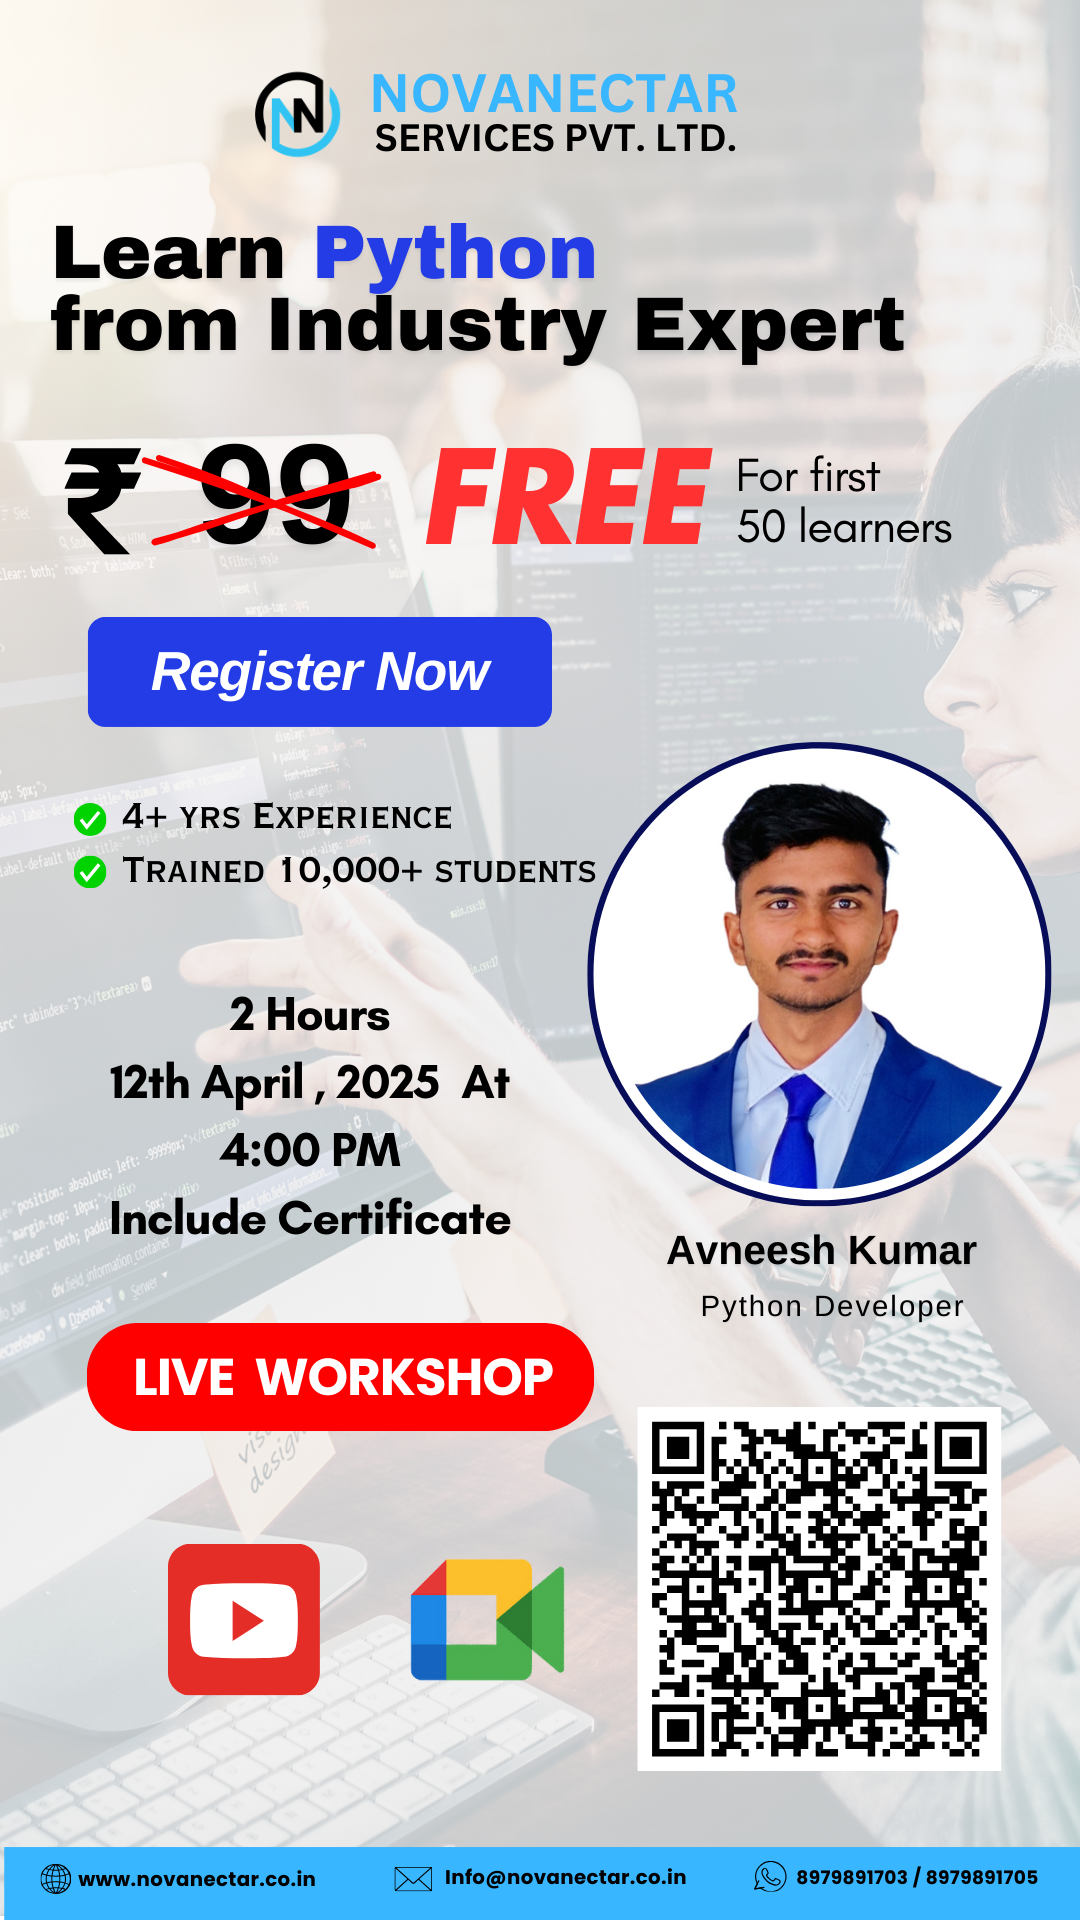 NOVANECTAR
SERVICES PVT. LTD.
Learn Python
from Industry Expert
₹ 99 FREE For first
50 learners
Register Now
4+ YRS EXPERIENCE
TRAINED 10,000+ STUDENTS
2 Hours
12th April , 2025 At
4:00 PM
Include Certificate
Avneesh Kumar
Python Developer
LIVE WORKSHOP
visual
design
www.novanectar.co.in
Info@novanectar.co.in
8979891703 / 8979891705